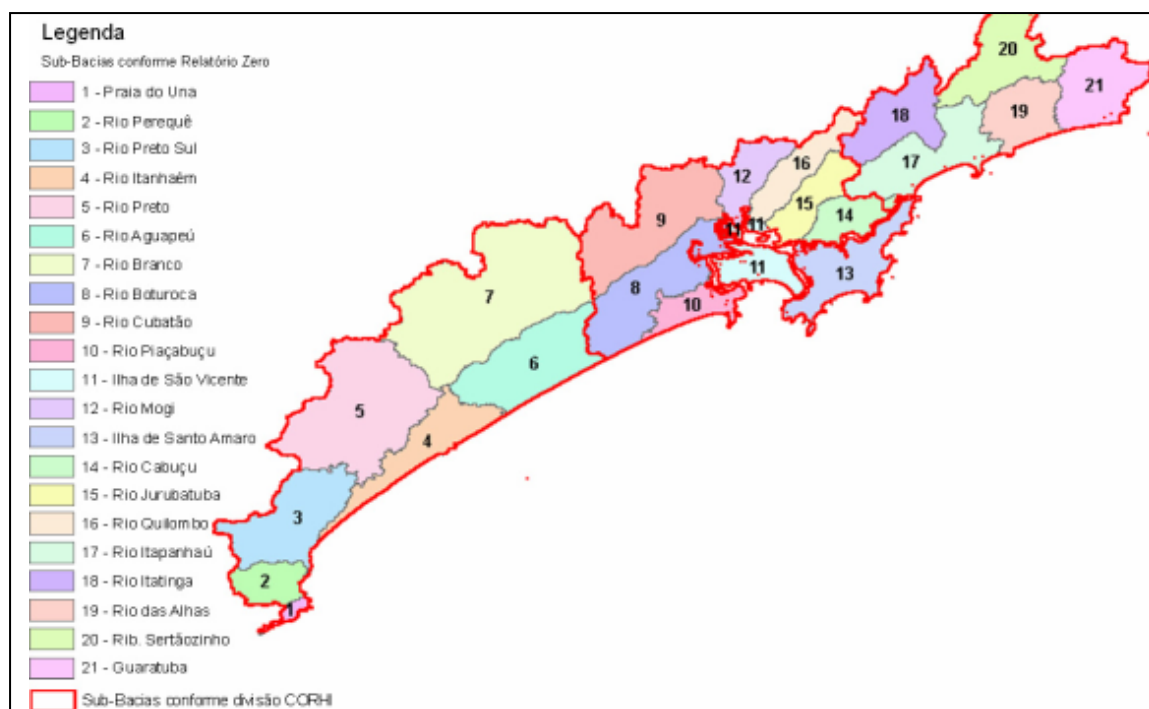 Legenda
Sub-Bacias conforme Relatório Zero
1 - Praia do Una
2 - Rio Perequê
3 - Rio Preto Sul
4 - Rio Itanhaém
5 - Rio Preto
6 - Rio Aguapeú
7 - Rio Branco
8 - Rio Boturoca
9 - Rio Cubatão
10 - Rio Piaçabuçu
11 - Ilha de São Vicente
12 - Rio Mogi
13 - Ilha de Santo Amaro
14 - Rio Cabuçu
15 - Rio Jurubatuba
16 - Rio Quilombo
17 - Rio Itapanhaú
18 - Rio Itatinga
19 - Rio das Alhas
20 - Rib. Sertãozinho
21 - Guaratuba
Sub-Bacias conforme divisão CORHI
20
21
19
18
17
16
12
15
14
11
11
9
11
13
8
10
7
6
5
4
3
2
1